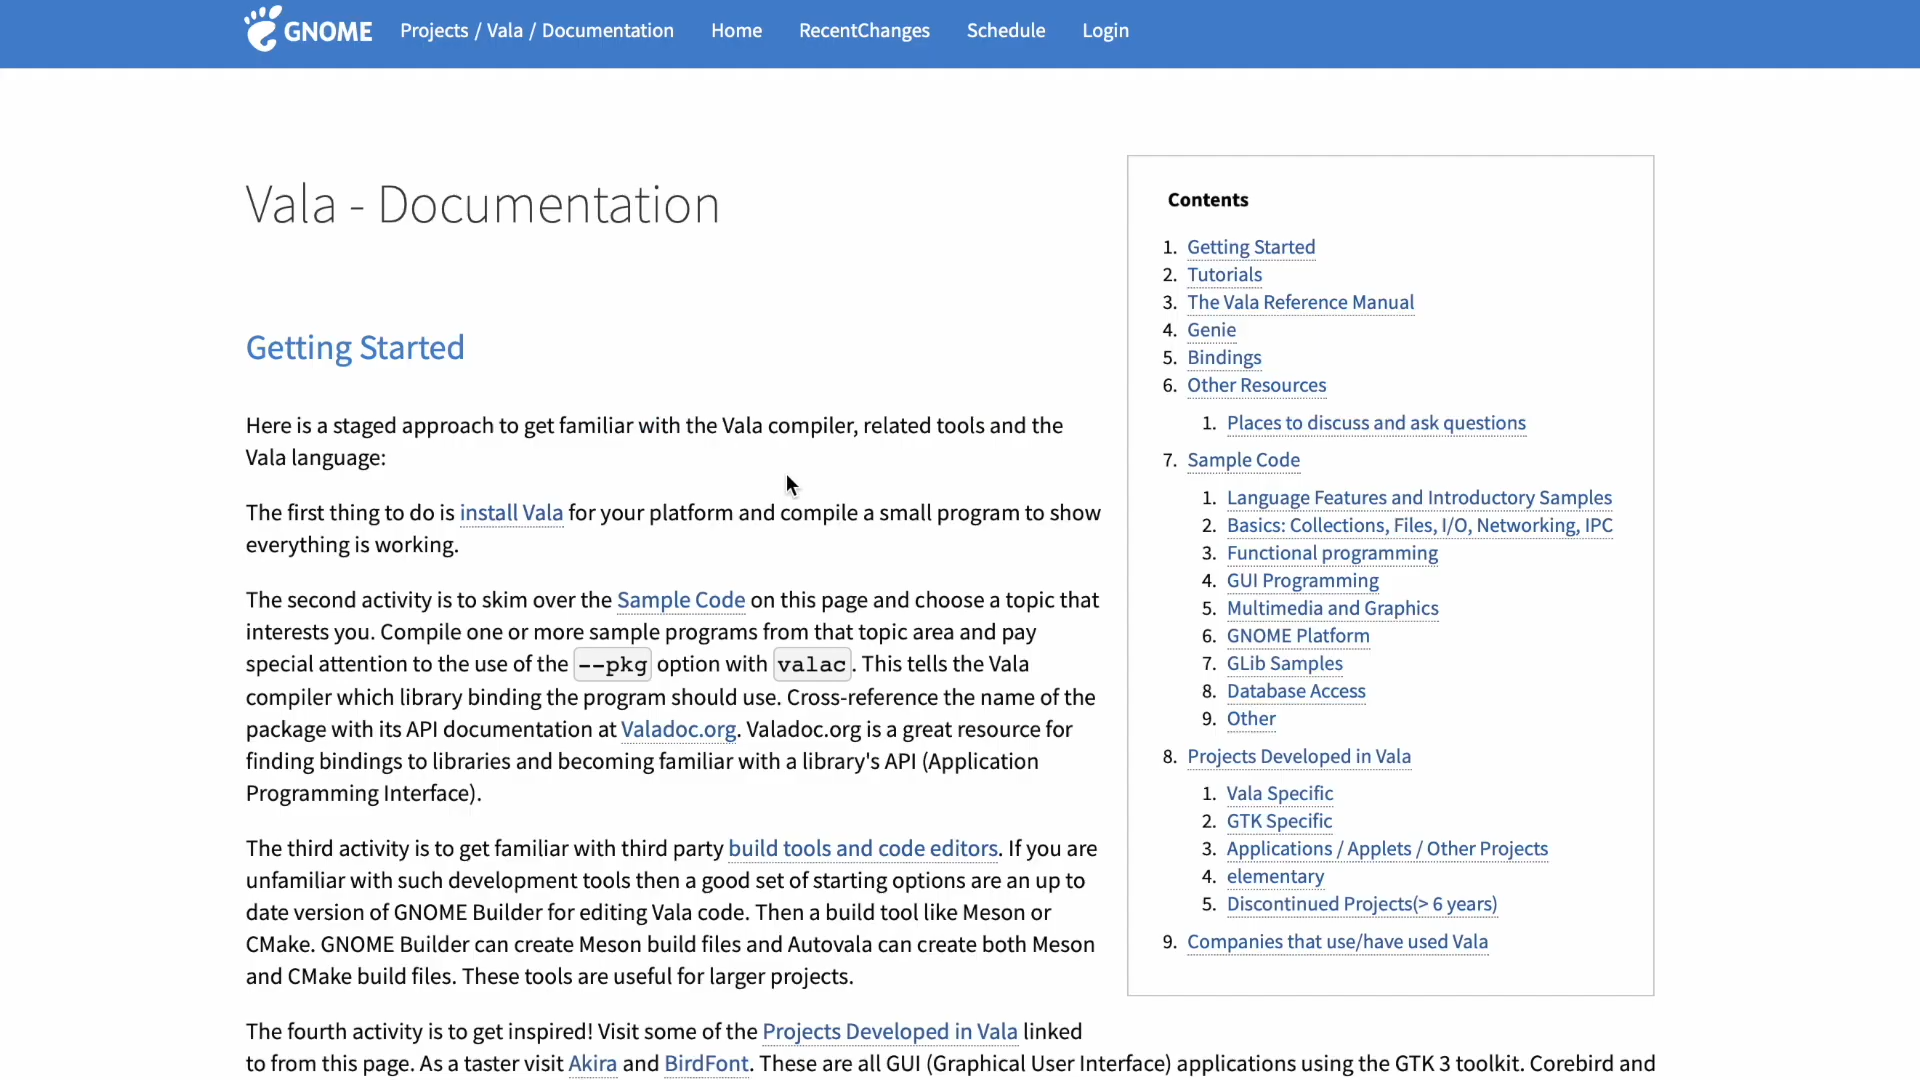 GNOME Projects / Vala / Documentation Home RecentChanges Schedule Login
Vala - Documentation
Getting Started
Here is a staged approach to get familiar with the Vala compiler, related tools and the
Vala language:
The first thing to do is install Vala for your platform and compile a small program to show
everything is working.
The second activity is to skim over the Sample Code on this page and choose a topic that
interests you. Compile one or more sample programs from that topic area and pay
special attention to the use of the --pkg option with valac. This tells the Vala
compiler which library binding the program should use. Cross-reference the name of the
package with its API documentation at Valadoc.org. Valadoc.org is a great resource for
finding bindings to libraries and becoming familiar with a library's API (Application
Programming Interface).
The third activity is to get familiar with third party build tools and code editors. If you are
unfamiliar with such development tools then a good set of starting options are an up to
date version of GNOME Builder for editing Vala code. Then a build tool like Meson or
CMake. GNOME Builder can create Meson build files and Autovala can create both Meson
and CMake build files. These tools are useful for larger projects.
The fourth activity is to get inspired! Visit some of the Projects Developed in Vala linked
to from this page. As a taster visit Akira and BirdFont. These are all GUI (Graphical User Interface) applications using the GTK 3 toolkit. Corebird and
Contents
1. Getting Started
2. Tutorials
3. The Vala Reference Manual
4. Genie
5. Bindings
6. Other Resources
1. Places to discuss and ask questions
7. Sample Code
1. Language Features and Introductory Samples
2. Basics: Collections, Files, I/O, Networking, IPC
3. Functional programming
4. GUI Programming
5. Multimedia and Graphics
6. GNOME Platform
7. GLib Samples
8. Database Access
9. Other
8. Projects Developed in Vala
1. Vala Specific
2. GTK Specific
3. Applications / Applets / Other Projects
4. elementary
5. Discontinued Projects(> 6 years)
9. Companies that use/have used Vala